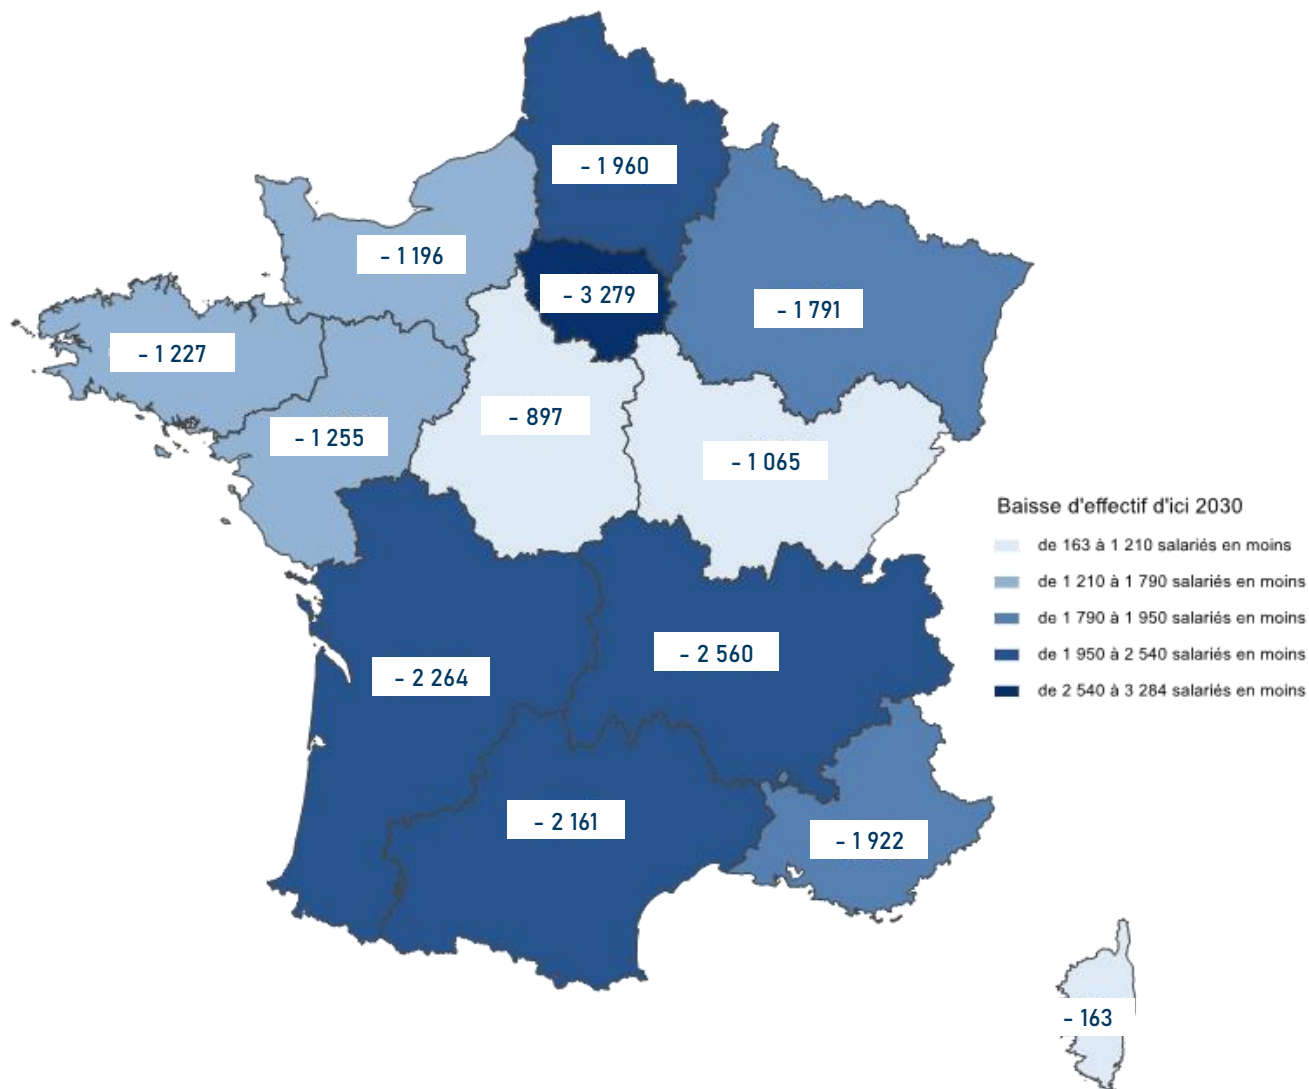 - 1 960
- 1 196
- 3 279
- 1 791
- 1 227
- 897
- 1 255
- 1 065
- 2 560
- 2 264
- 2 161
- 1 922
- 163
Baisse d'effectif d'ici 2030
de 163 à 1 210 salariés en moins
de 1 210 à 1 790 salariés en moins
de 1 790 à 1 950 salariés en moins
de 1 950 à 2 540 salariés en moins
de 2 540 à 3 284 salariés en moins